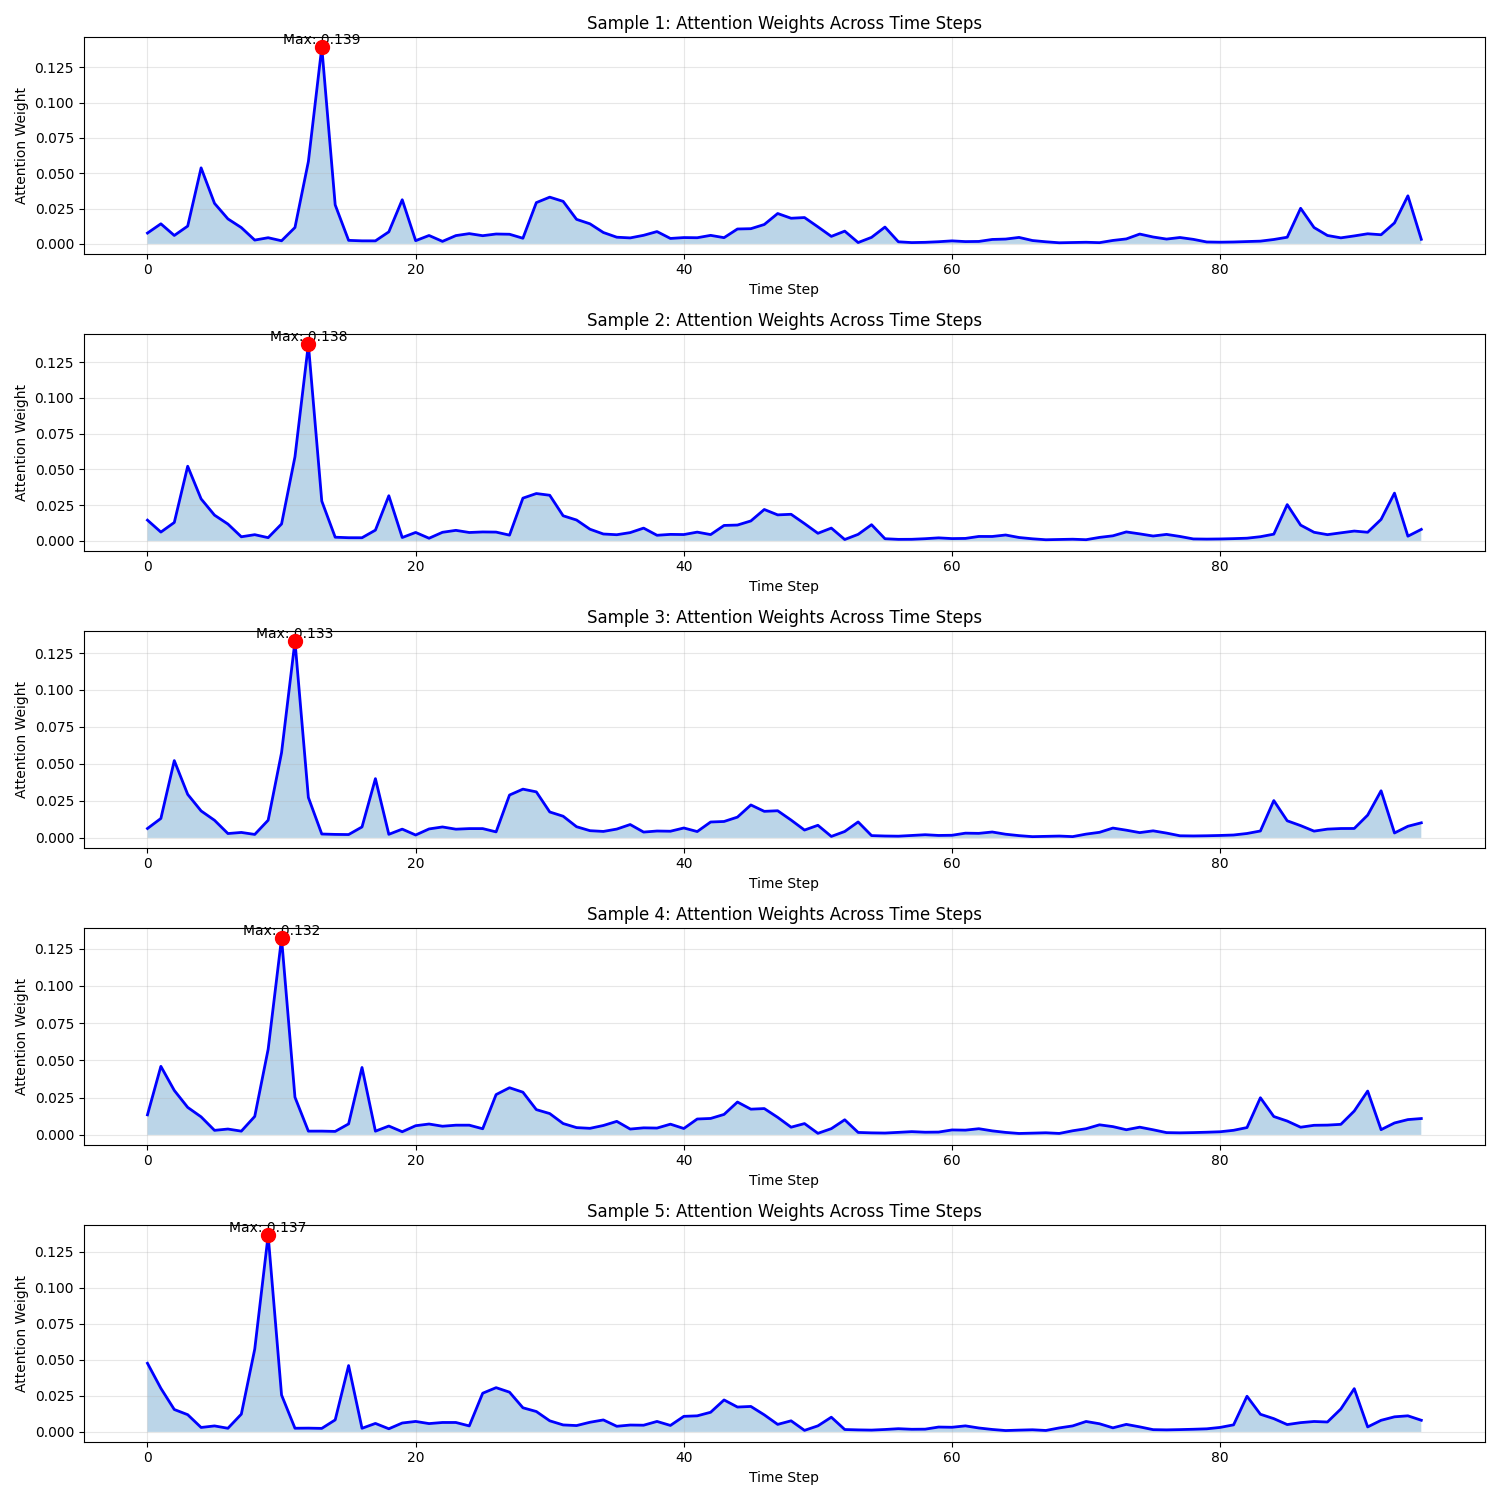 Sample 1: Attention Weights Across Time Steps
Max: 0.139
0.125
0.100
0.075
0.050
0.025
0.000
Attention Weight
0 20 40 60 80
Time Step
Sample 2: Attention Weights Across Time Steps
Max: 0.138
0.125
0.100
0.075
0.050
0.025
0.000
Attention Weight
0 20 40 60 80
Time Step
Sample 3: Attention Weights Across Time Steps
Max: 0.133
0.125
0.100
0.075
0.050
0.025
0.000
Attention Weight
0 20 40 60 80
Time Step
Sample 4: Attention Weights Across Time Steps
Max: 0.132
0.125
0.100
0.075
0.050
0.025
0.000
Attention Weight
0 20 40 60 80
Time Step
Sample 5: Attention Weights Across Time Steps
Max: 0.137
0.125
0.100
0.075
0.050
0.025
0.000
Attention Weight
0 20 40 60 80
Time Step